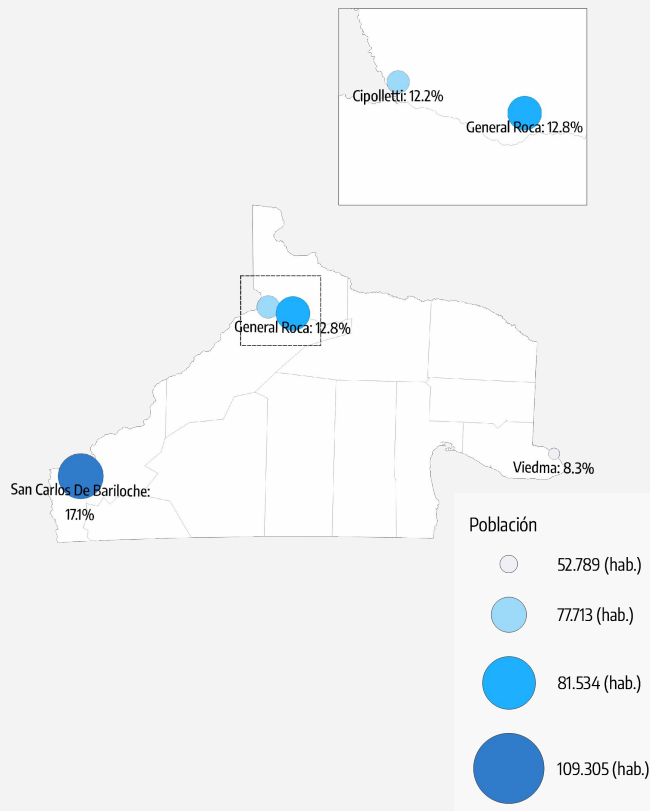 Cipolletti: 12.2%
General Roca: 12.8%
General Roca: 12.8%
San Carlos De Bariloche:
17.1%
Viedma: 8.3%
Población
52.789 (hab.)
77.713 (hab.)
81.534 (hab.)
109.305 (hab.)